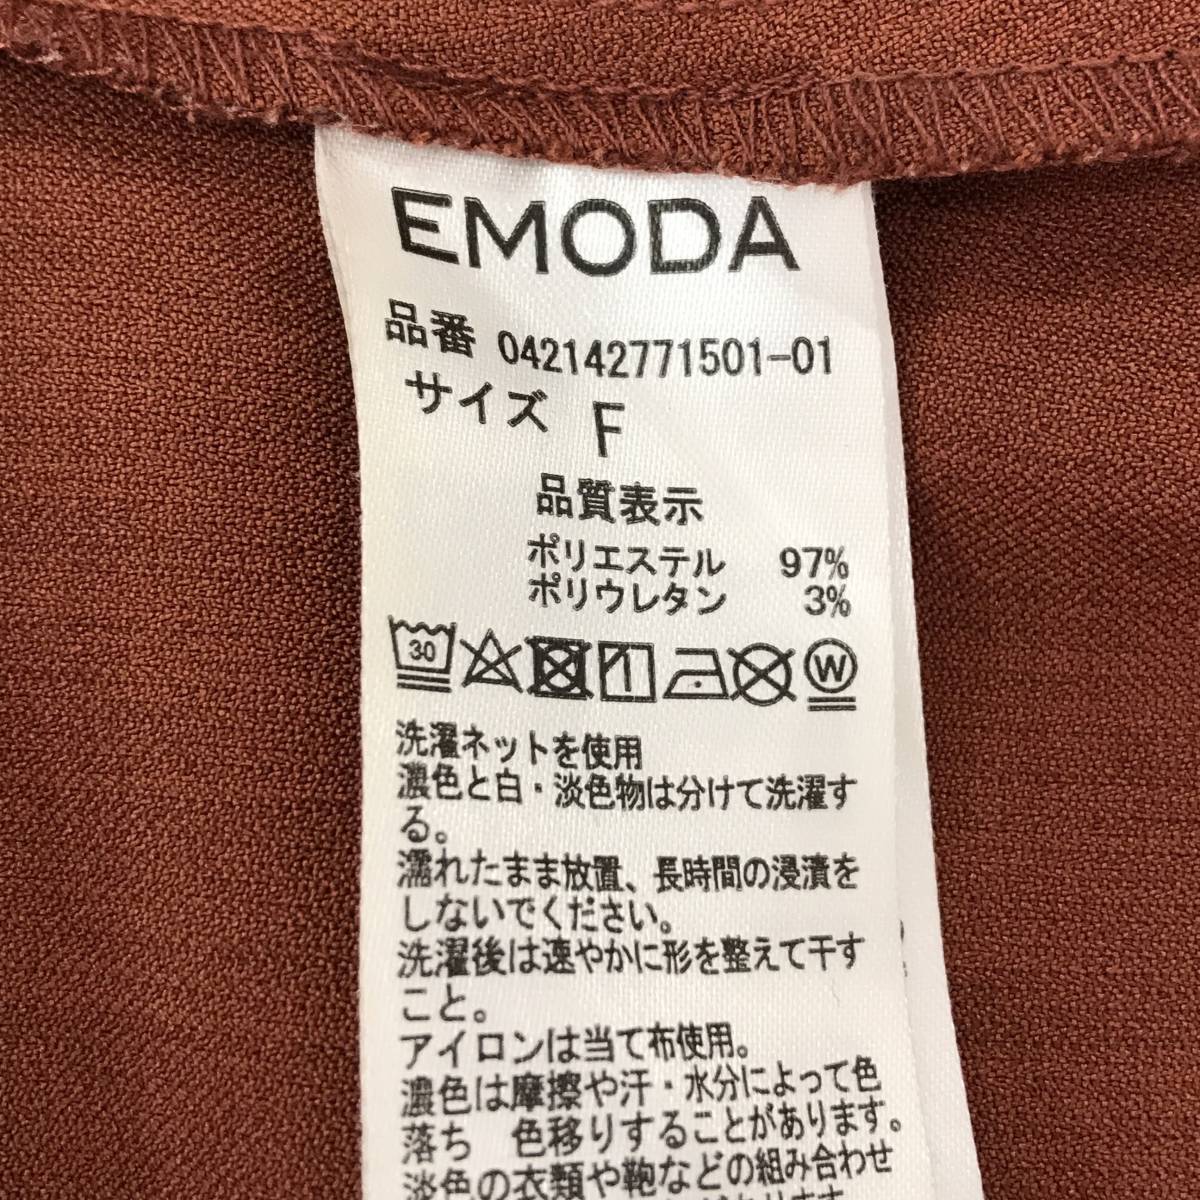 EMODA
品番 042142771501-01
サイズ F
品質表示
ポリエステル 97%
ポリウレタン 3%
30 W
洗濯ネットを使用
濃色と白・淡色物は分けて洗濯す
る。
濡れたまま放置、長時間の浸漬を
しないでください。
洗濯後は速やかに形を整えて干す
こと。
アイロンは当て布使用。
濃色は摩擦や汗・水分によって色
落ち 色移りすることがあります。
淡色の衣類や鞄などの組み合わせ